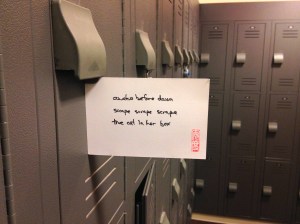 awake before dawn
scrape scrape scrape
the cat in her box